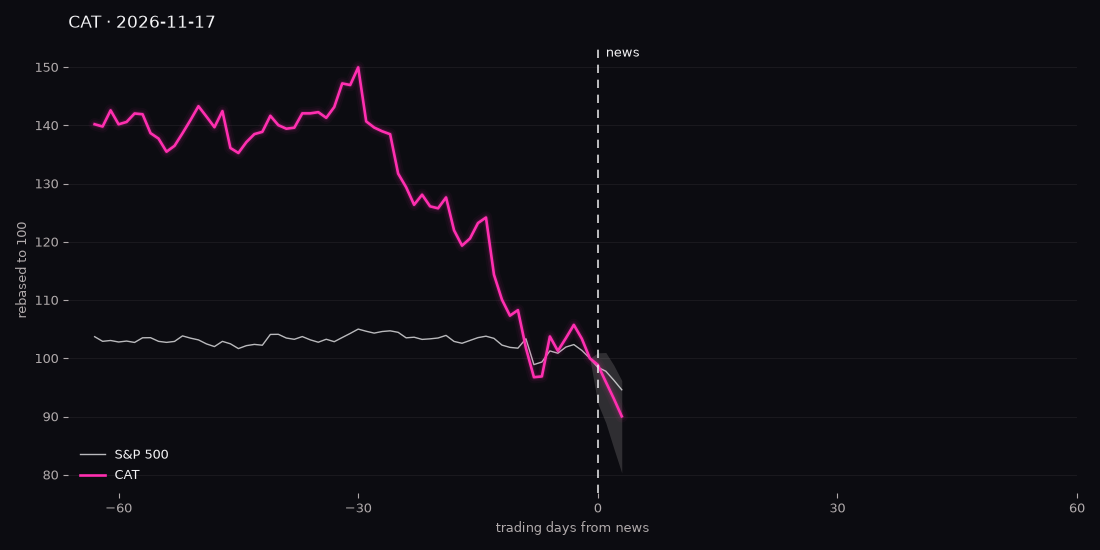 CAT · 2026-11-17
news
150
140
130
120
110
100
90
80
rebased to 100
S&P 500
CAT
−60
−30
0
30
60
trading days from news